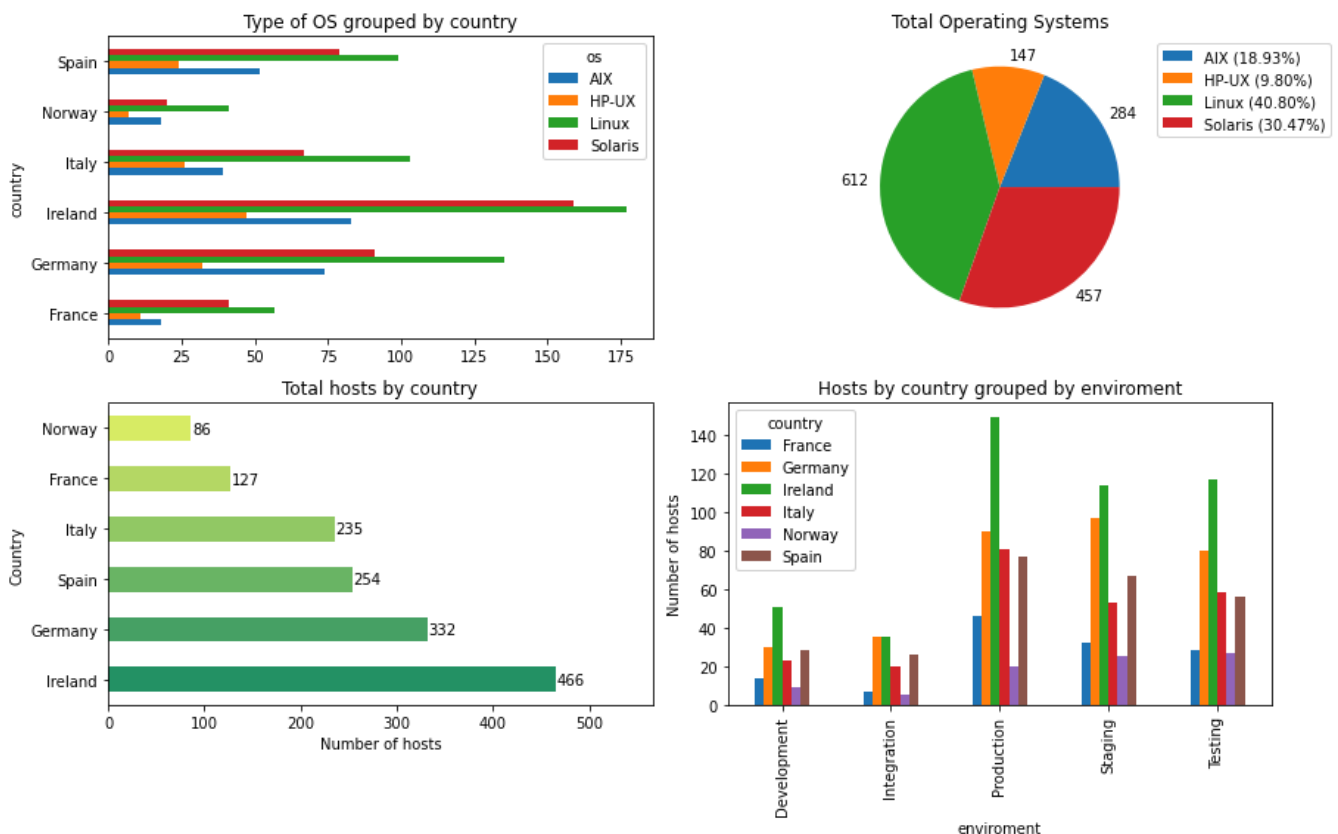 Type of OS grouped by country
country
Spain
Norway
Italy
Ireland
Germany
France
0 25 50 75 100 125 150 175
os
AIX
HP-UX
Linux
Solaris
Total Operating Systems
147
284
612
457
AIX (18.93%)
HP-UX (9.80%)
Linux (40.80%)
Solaris (30.47%)
Total hosts by country
Country
Norway 86
France 127
Italy 235
Spain 254
Germany 332
Ireland 466
0 100 200 300 400 500
Number of hosts
Hosts by country grouped by enviroment
Number of hosts
140
120
100
80
60
40
20
0
country
France
Germany
Ireland
Italy
Norway
Spain
Development
Integration
Production
Staging
Testing
enviroment